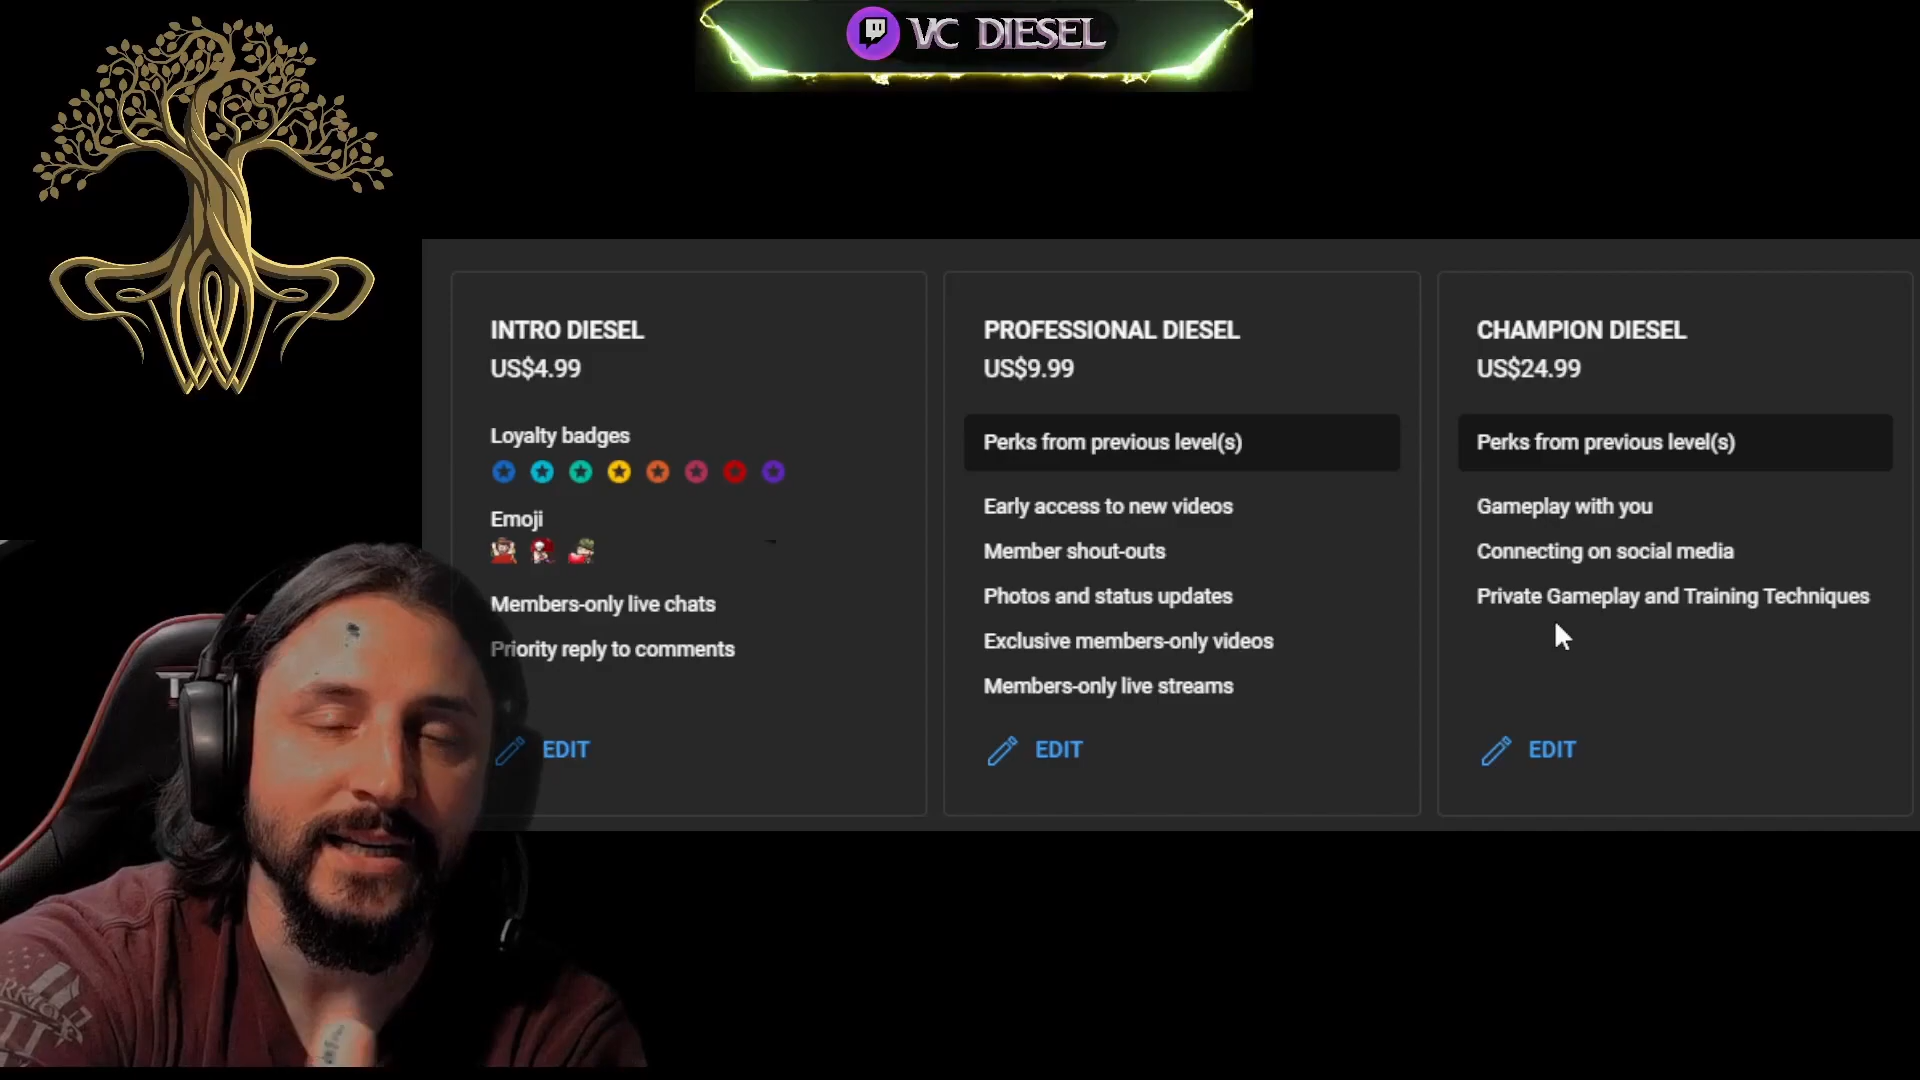 VC DIESEL
INTRO DIESEL
US$4.99
Loyalty badges
Emoji
Members-only live chats
Priority reply to comments
EDIT
PROFESSIONAL DIESEL
US$9.99
Perks from previous level(s)
Early access to new videos
Member shout-outs
Photos and status updates
Exclusive members-only videos
Members-only live streams
EDIT
CHAMPION DIESEL
US$24.99
Perks from previous level(s)
Gameplay with you
Connecting on social media
Private Gameplay and Training Techniques
EDIT